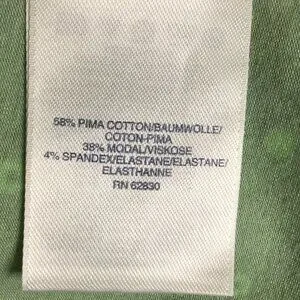 58% PIMA COTTON/BAUMWOLLE/
COTON-PIMA
38% MODAL/VISKOSE
4% SPANDEX/ELASTANE/ELASTANE/
ELASTHANNE
RN 62830